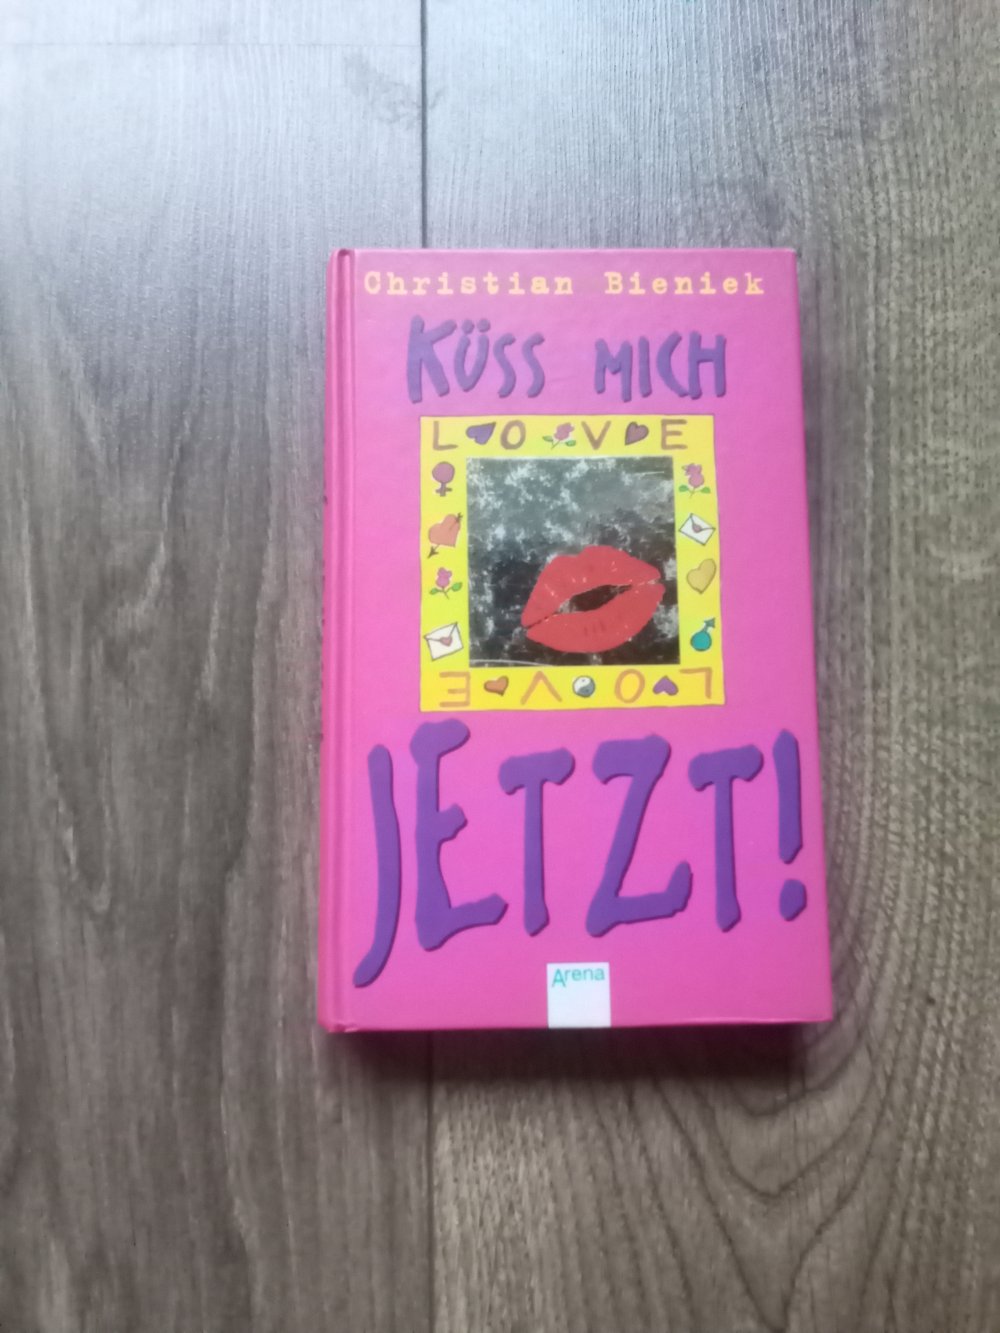 Christian Bieniek
KÜSS MICH
LOVE
LOVE
JETZT!
Arena